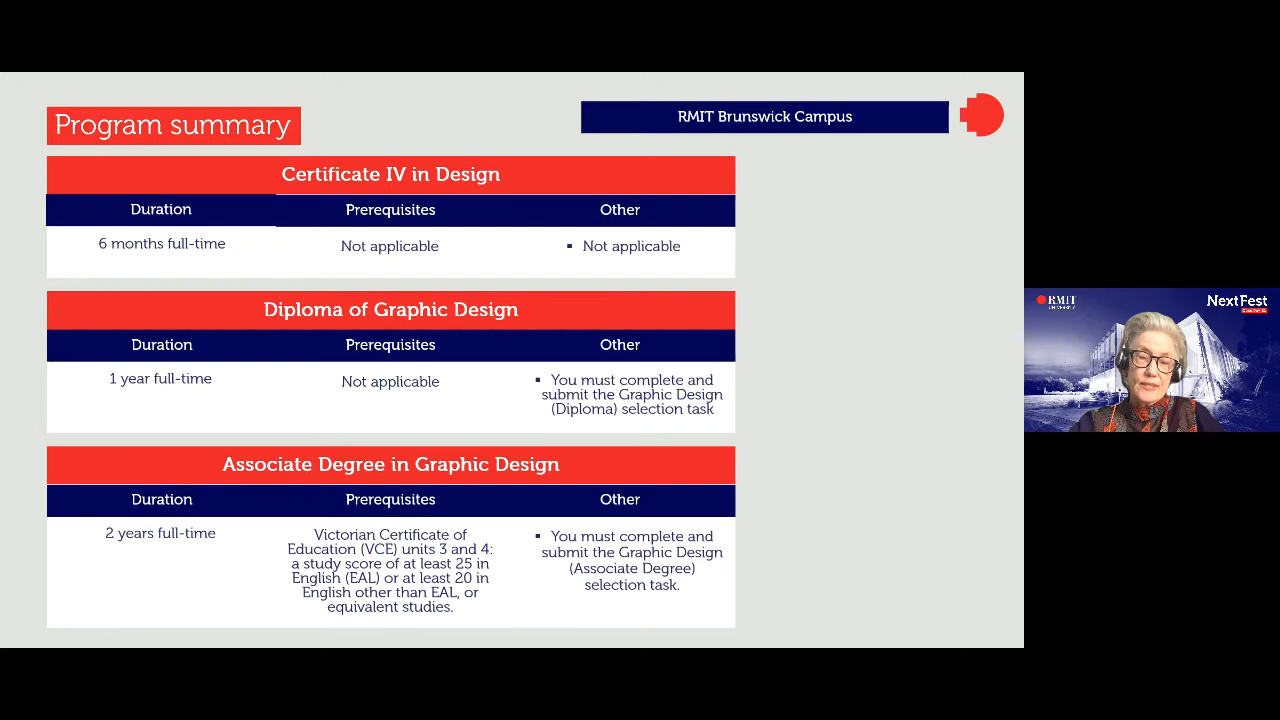 Program summary
RMIT Brunswick Campus
Certificate IV in Design
Duration
Prerequisites
Other
6 months full-time
Not applicable
▪ Not applicable
Diploma of Graphic Design
Duration
Prerequisites
Other
1 year full-time
Not applicable
▪ You must complete and
submit the Graphic Design
(Diploma) selection task
Associate Degree in Graphic Design
Duration
Prerequisites
Other
2 years full-time
Victorian Certificate of
Education (VCE) units 3 and 4:
a study score of at least 25 in
English (EAL) or at least 20 in
English other than EAL, or
equivalent studies.
▪ You must complete and
submit the Graphic Design
(Associate Degree)
selection task.
RMIT
UNIVERSITY
NextFest